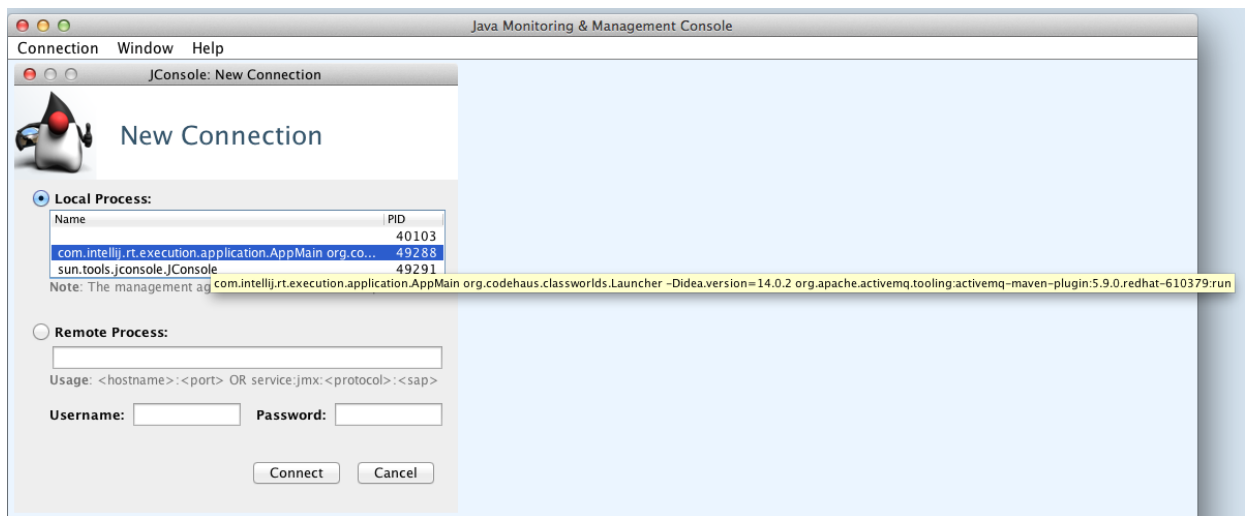 Java Monitoring & Management Console
Connection Window Help
JConsole: New Connection
New Connection
Local Process:
Name PID
40103
com.intellij.rt.execution.application.AppMain org.co... 49288
sun.tools.jconsole.JConsole 49291
com.intellij.rt.execution.application.AppMain org.codehaus.classworlds.Launcher -Didea.version=14.0.2 org.apache.activemq.tooling:activemq-maven-plugin:5.9.0.redhat-610379:run
Note: The management ag
Remote Process:
Usage: <hostname>:<port> OR service:jmx:<protocol>:<sap>
Username: Password:
Connect Cancel